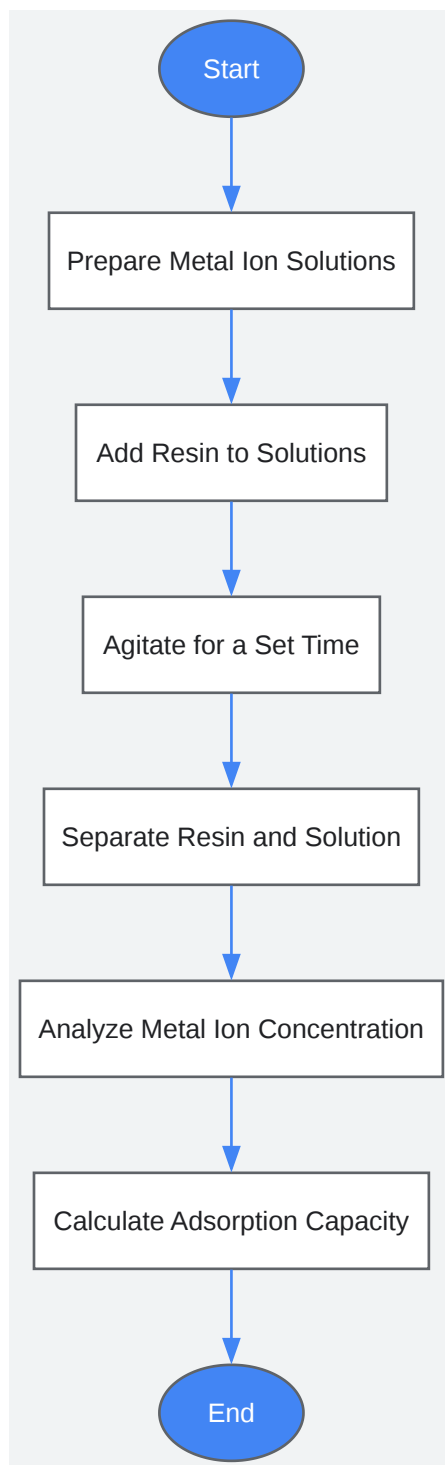 Start
Prepare Metal Ion Solutions
Add Resin to Solutions
Agitate for a Set Time
Separate Resin and Solution
Analyze Metal Ion Concentration
Calculate Adsorption Capacity
End